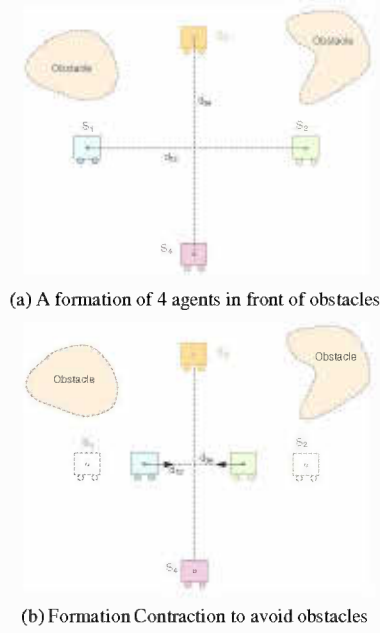 Obstacle
Obstacle
S₁
S₂
S₄
(a) A formation of 4 agents in front of obstacles
Obstacle
Obstacle
S₁
S₂
S₄
(b) Formation Contraction to avoid obstacles